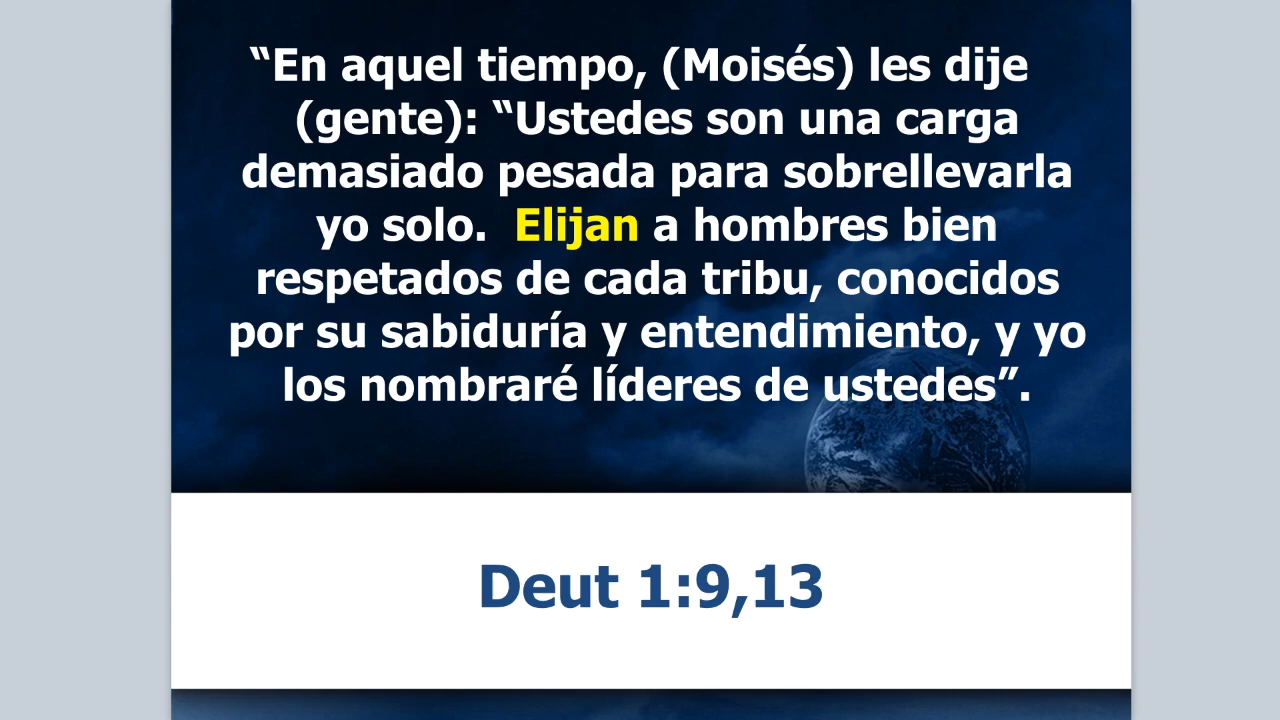 “En aquel tiempo, (Moisés) les dije
(gente): “Ustedes son una carga
demasiado pesada para sobrellevarla
yo solo.  Elijan a hombres bien
respetados de cada tribu, conocidos
por su sabiduría y entendimiento, y yo
los nombraré líderes de ustedes”.
Deut 1:9,13